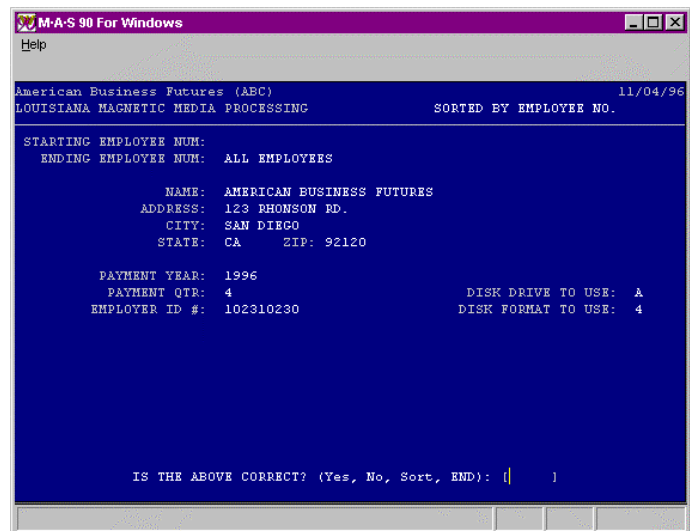 M·A·S 90 For Windows
Help
American Business Futures (ABC) 11/04/96
LOUISIANA MAGNETIC MEDIA PROCESSING SORTED BY EMPLOYEE NO.
STARTING EMPLOYEE NUM:
ENDING EMPLOYEE NUM: ALL EMPLOYEES
NAME: AMERICAN BUSINESS FUTURES
ADDRESS: 123 RHONSON RD.
CITY: SAN DIEGO
STATE: CA ZIP: 92120
PAYMENT YEAR: 1996
PAYMENT QTR: 4 DISK DRIVE TO USE: A
EMPLOYER ID #: 102310230 DISK FORMAT TO USE: 4
IS THE ABOVE CORRECT? (Yes, No, Sort, END): [ ]